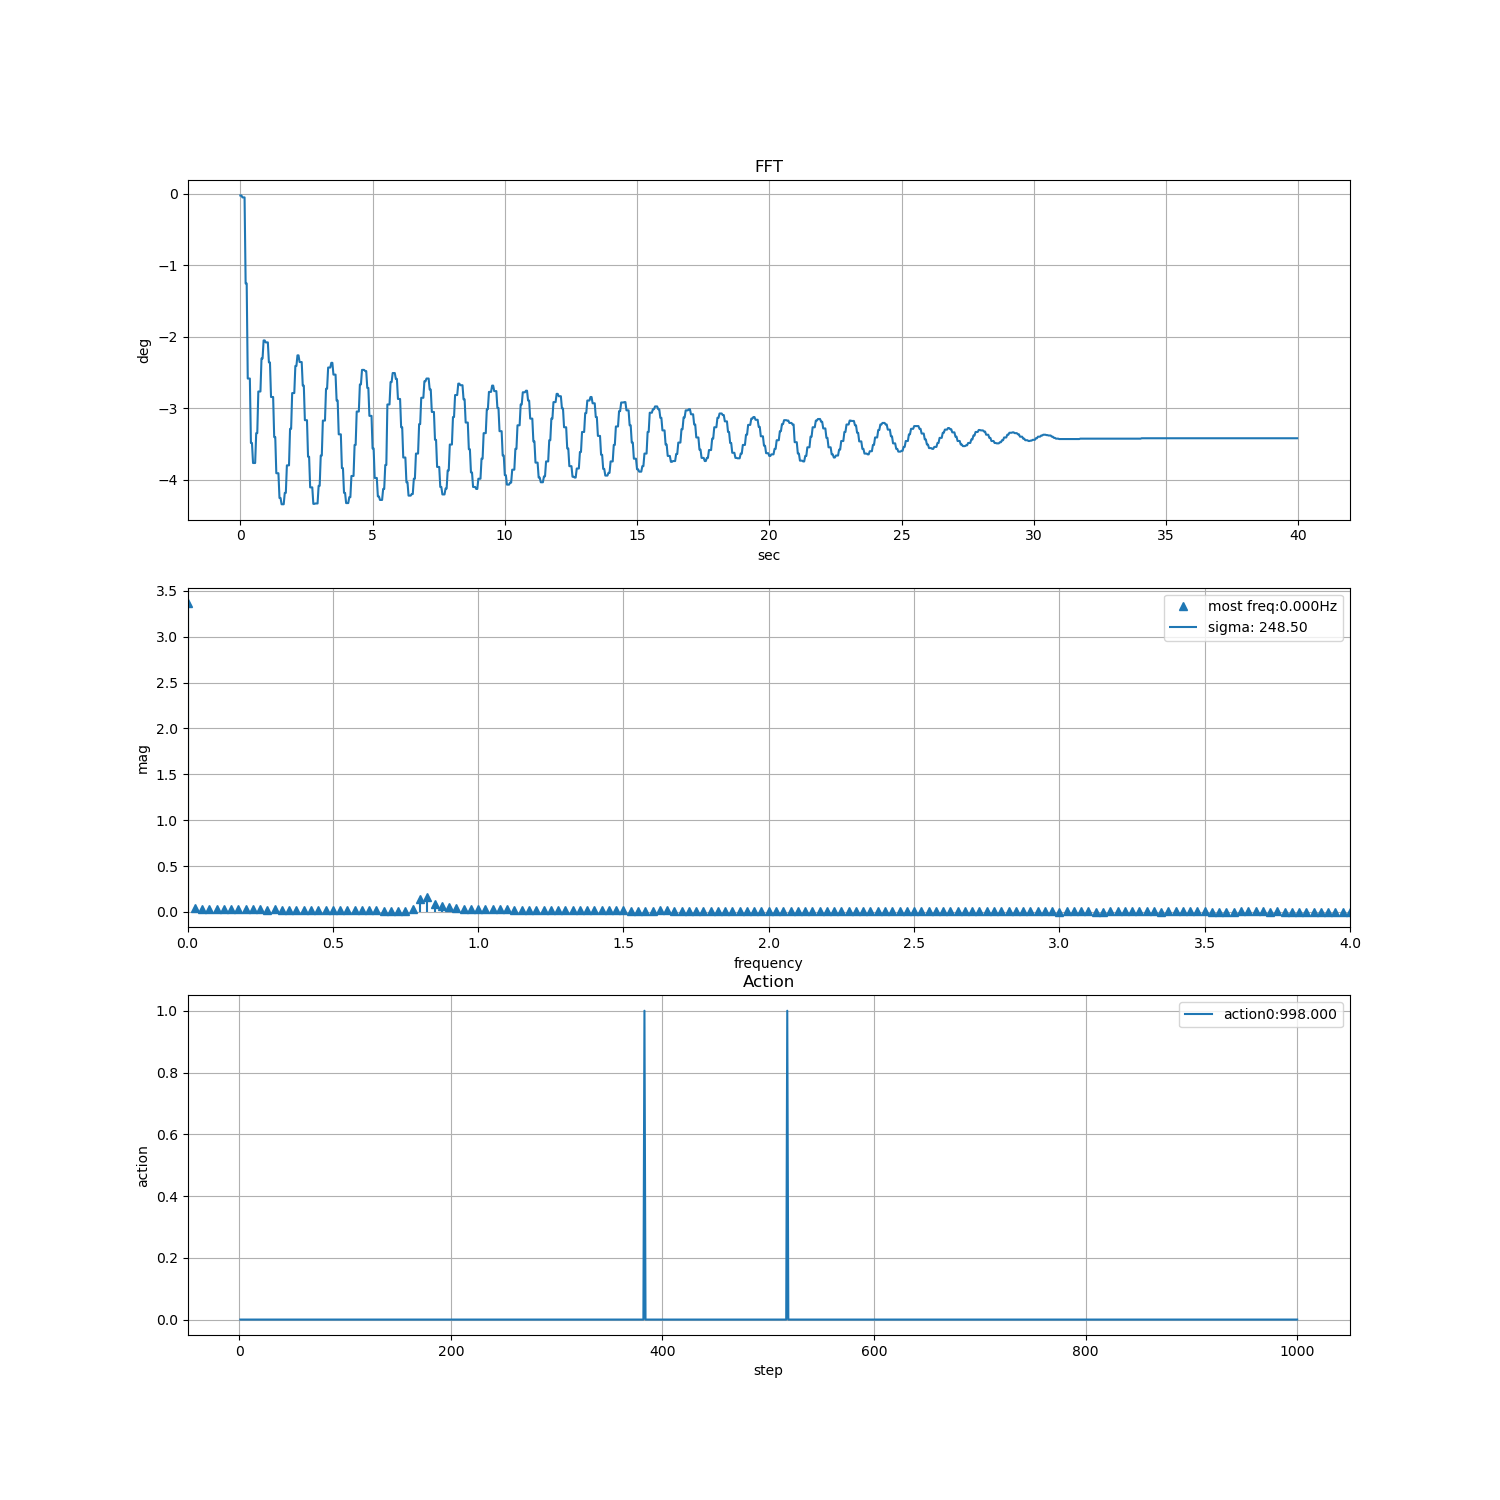 FFT
0
−1
−2
−3
−4
deg
0 5 10 15 20 25 30 35 40
sec
3.5
3.0
2.5
2.0
1.5
1.0
0.5
0.0
mag
most freq:0.000Hz
sigma: 248.50
0.0 0.5 1.0 1.5 2.0 2.5 3.0 3.5 4.0
frequency
Action
1.0
0.8
0.6
0.4
0.2
0.0
action
action0:998.000
0 200 400 600 800 1000
step